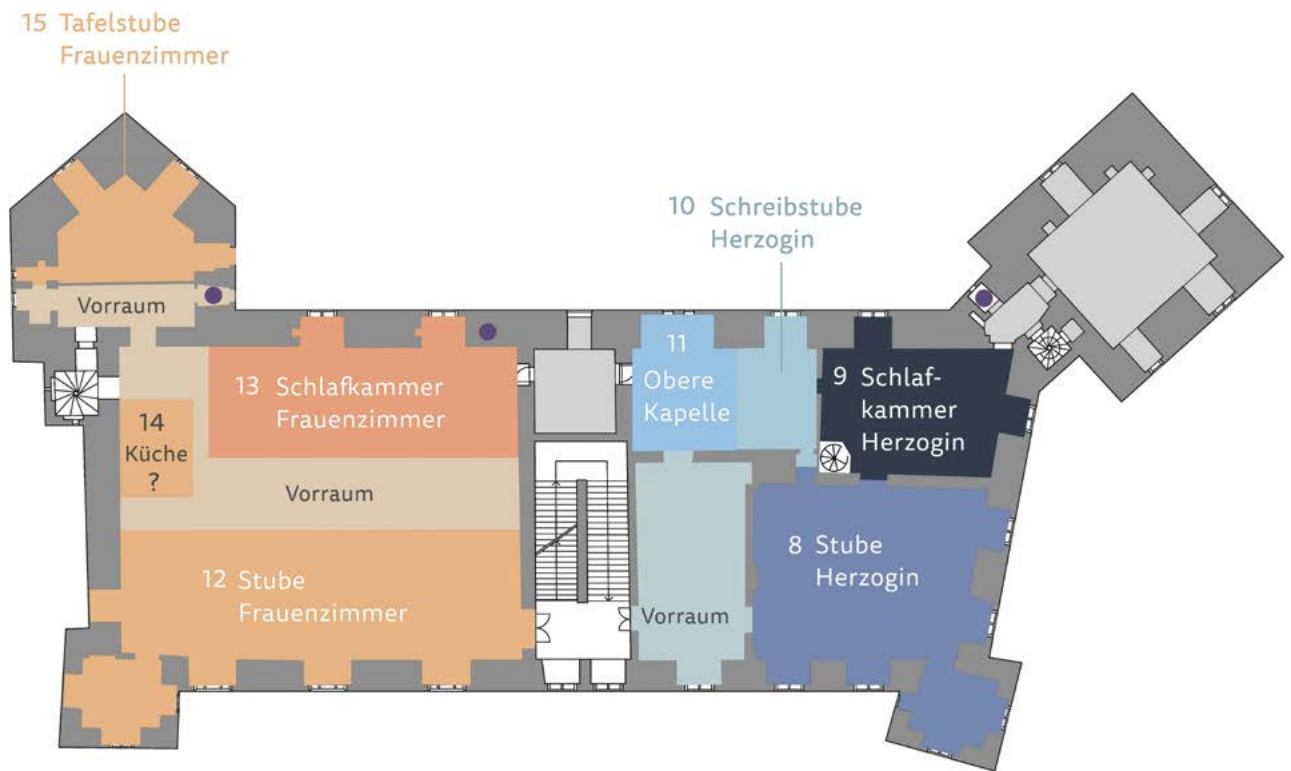 15 Tafelstube
Frauenzimmer
10 Schreibstube
Herzogin
Vorraum
11
Obere
Kapelle
13 Schlafkammer
Frauenzimmer
9 Schlaf-
kammer
Herzogin
14
Küche
?
Vorraum
8 Stube
Herzogin
12 Stube
Frauenzimmer
Vorraum